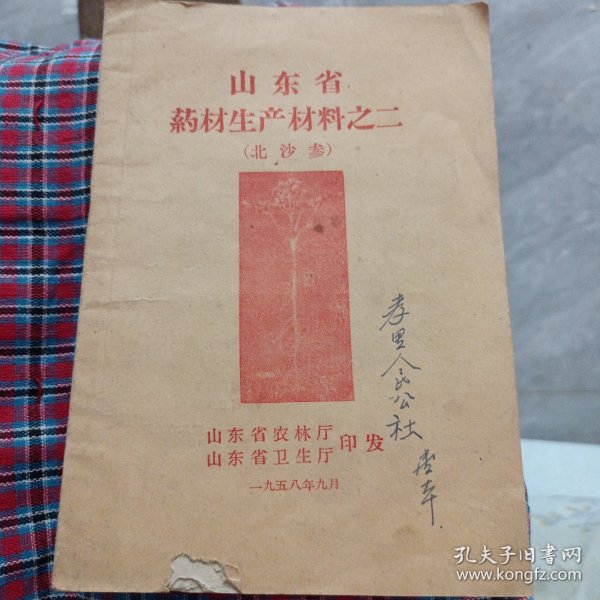 山东省
葯材生产材料之二
(北沙参)
山东省农林厅
山东省卫生厅
印发
一九五八年九月
孝里人民公社
孔夫子旧书网
www.kongfz.com